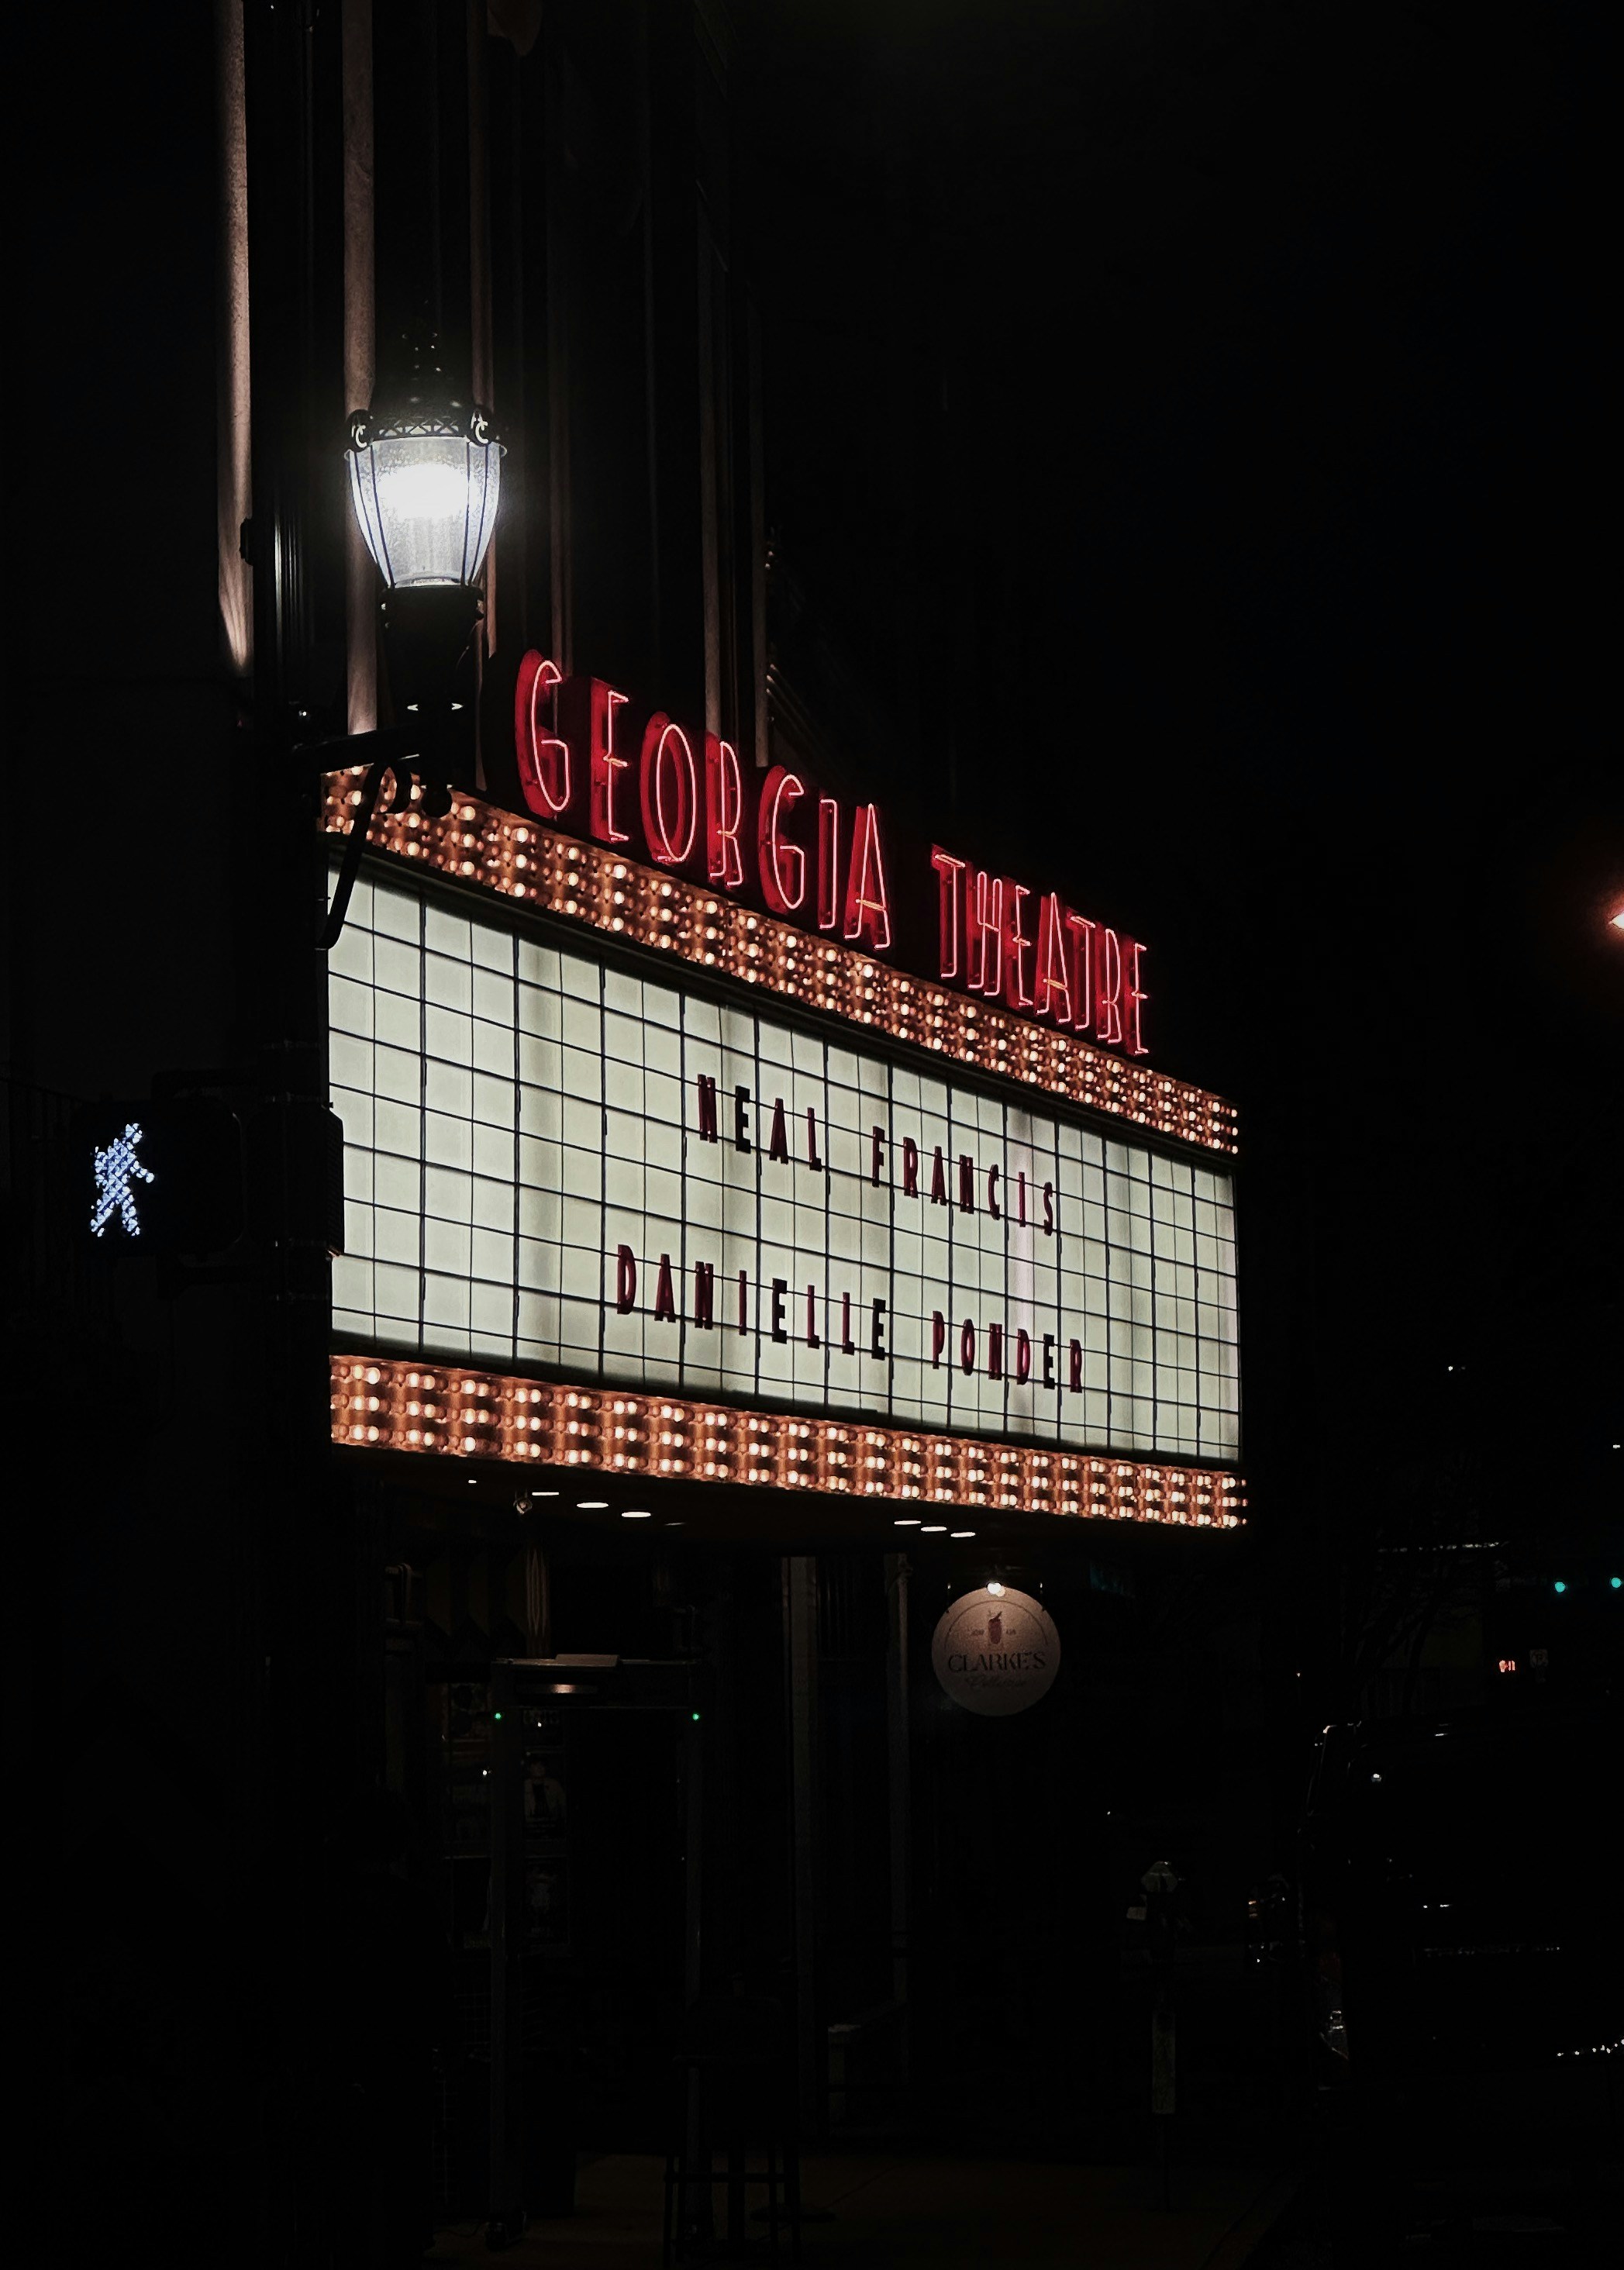 GEORGIA THEATRE
NEAL FRANCIS
DANIELLE PONDER
CLARKE'S